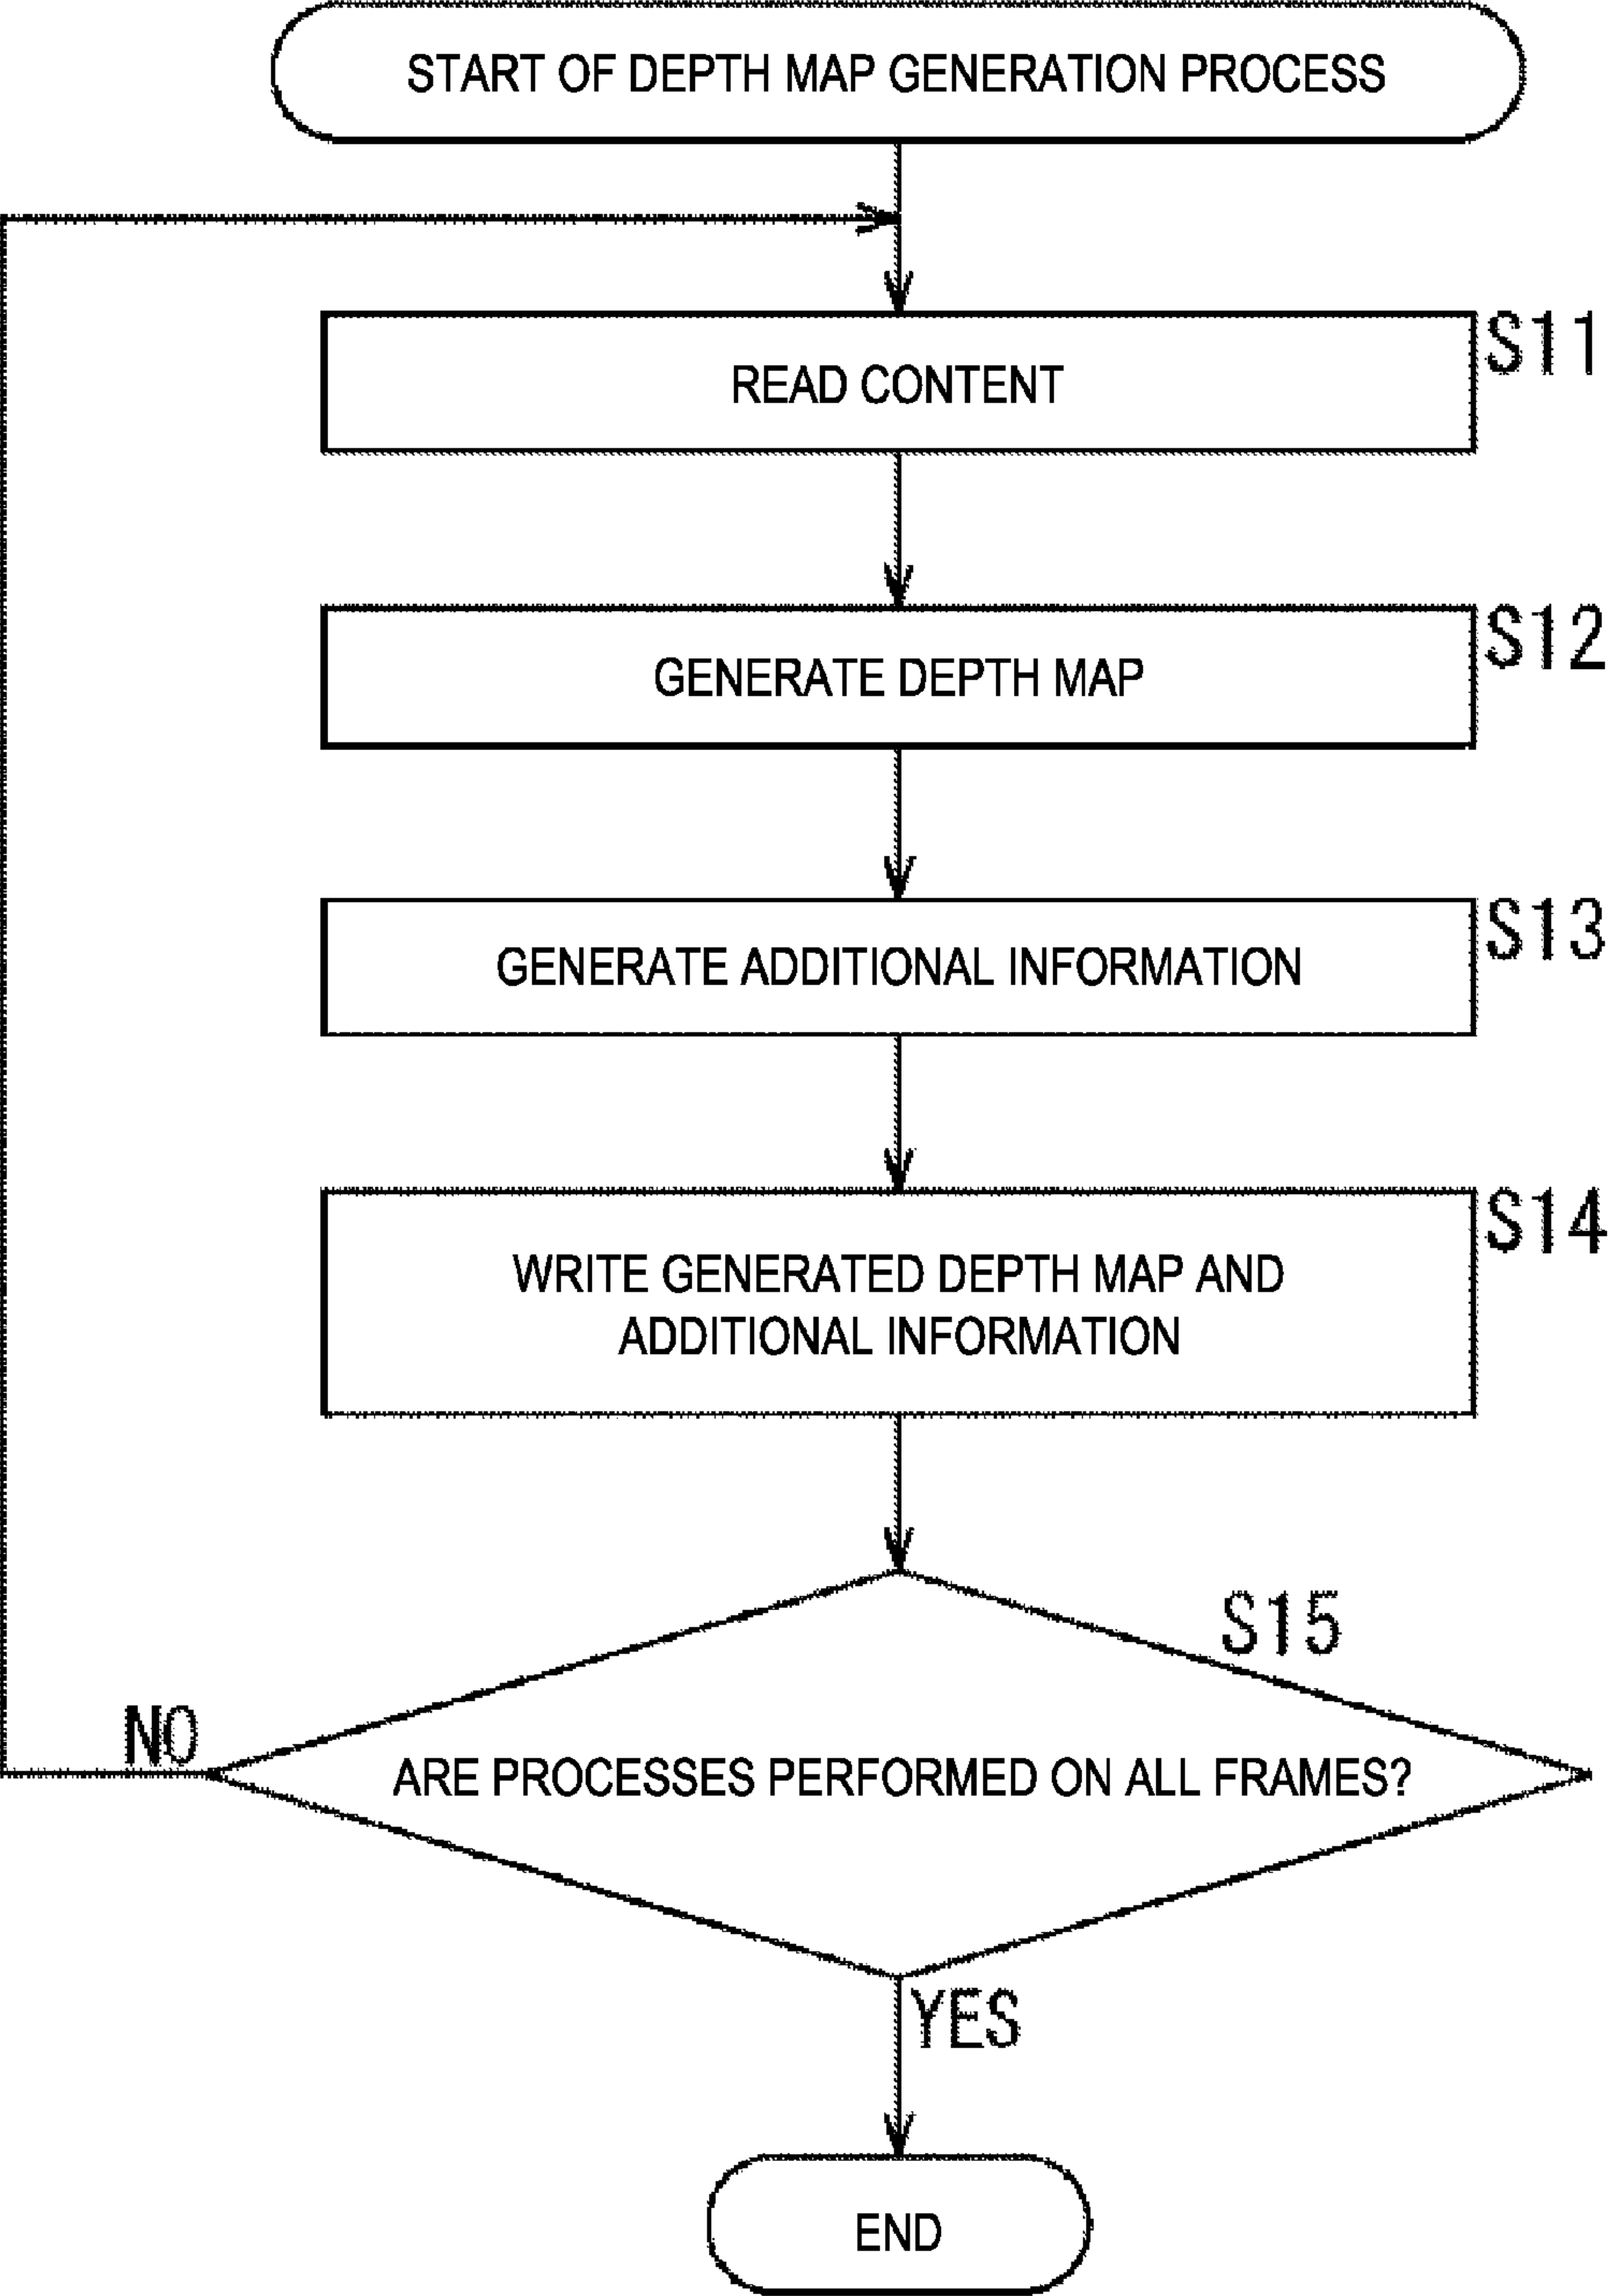 START OF DEPTH MAP GENERATION PROCESS
S11
READ CONTENT
S12
GENERATE DEPTH MAP
S13
GENERATE ADDITIONAL INFORMATION
S14
WRITE GENERATED DEPTH MAP AND
ADDITIONAL INFORMATION
S15
NO
ARE PROCESSES PERFORMED ON ALL FRAMES?
YES
END